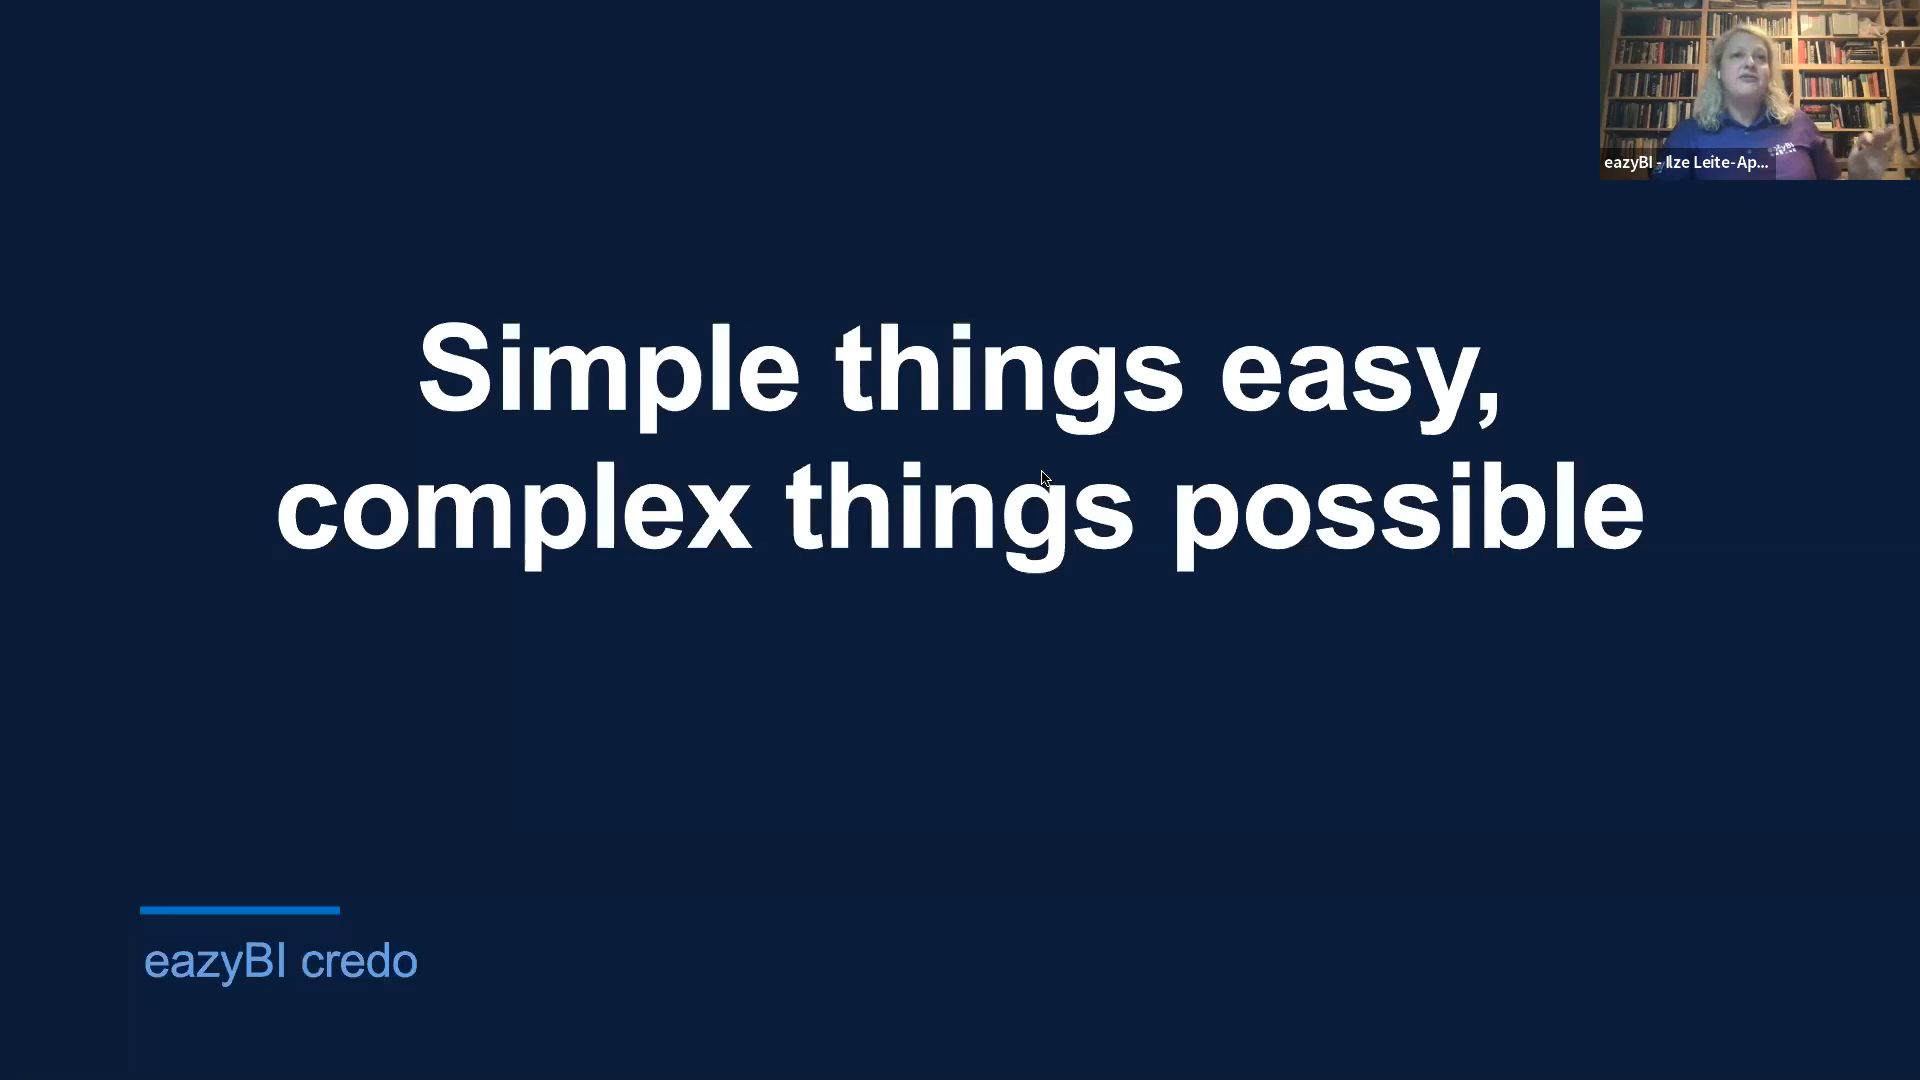 eazyBI - Ilze Leite-Ap...
Simple things easy,
complex things possible
eazyBI credo